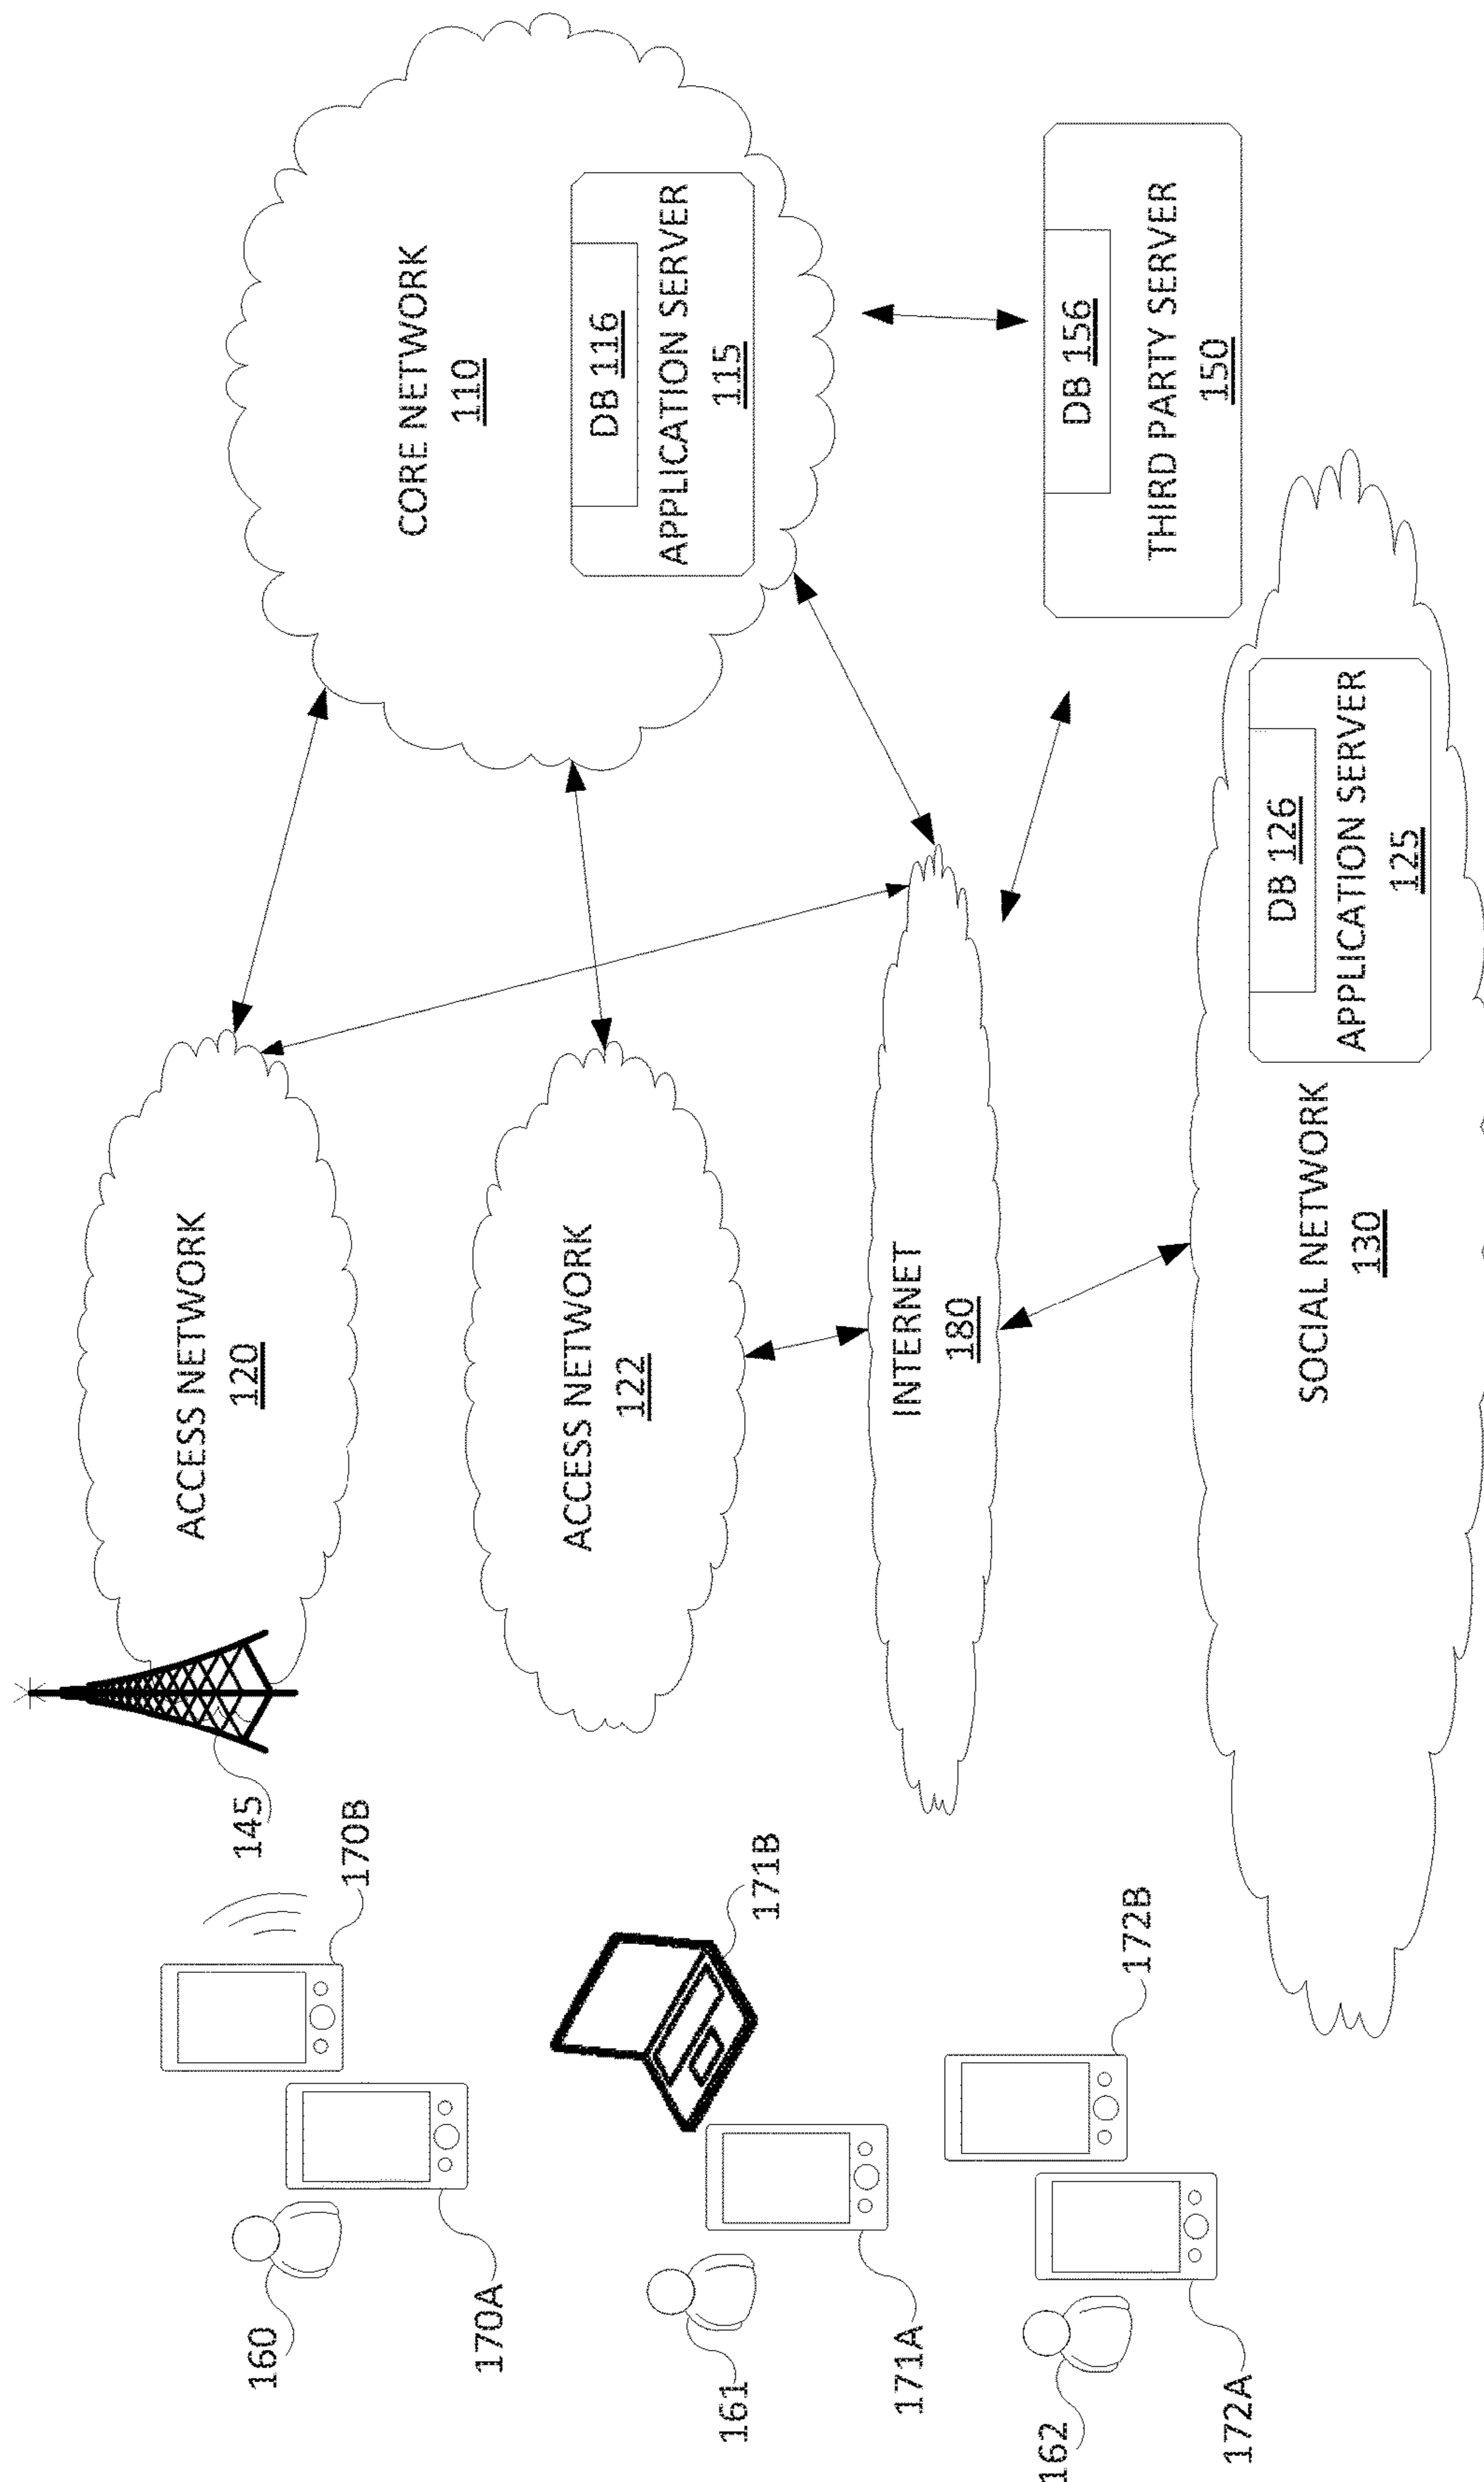 CORE NETWORK
110
DB 116
APPLICATION SERVER
115
DB 156
THIRD PARTY SERVER
150
ACCESS NETWORK
120
ACCESS NETWORK
122
INTERNET
180
SOCIAL NETWORK
130
DB 126
APPLICATION SERVER
125
145
170B
170A
160
171B
171A
161
172B
172A
162